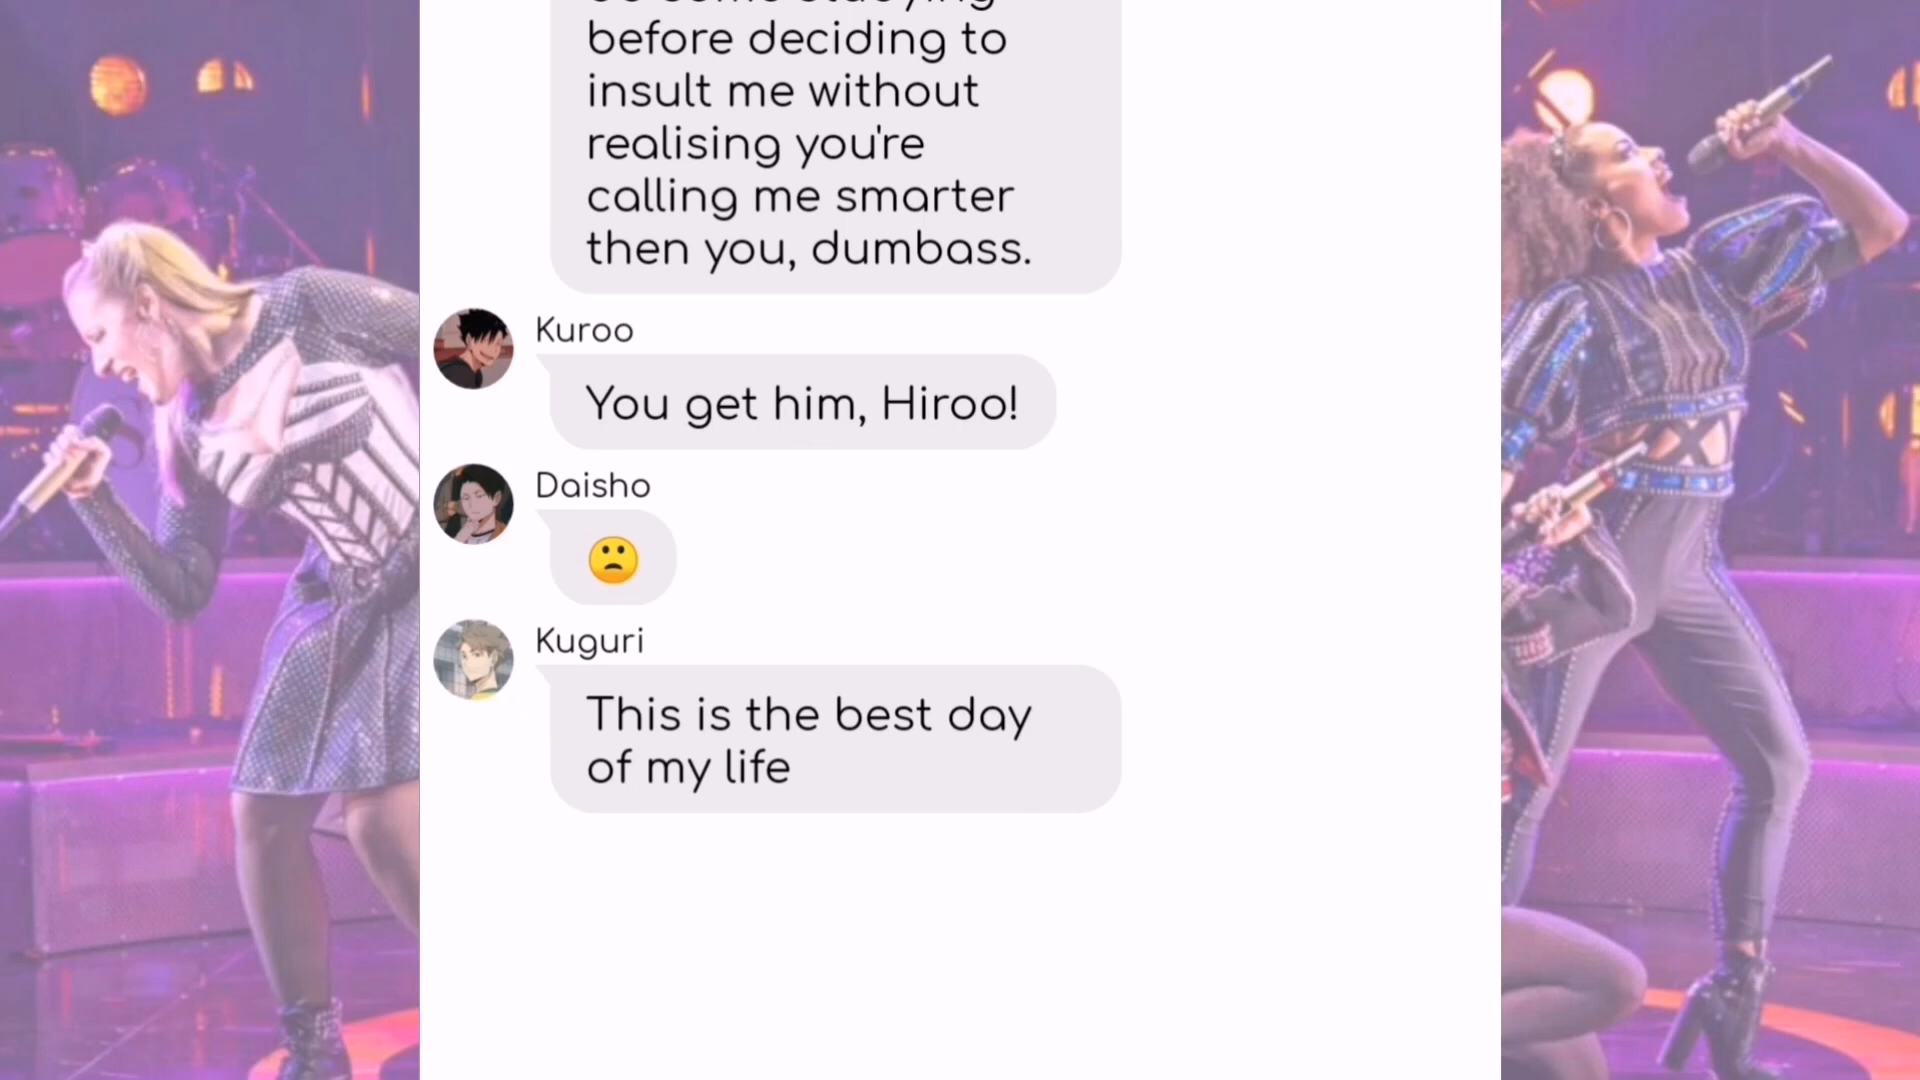 before deciding to
insult me without
realising you're
calling me smarter
then you, dumbass.
Kuroo
You get him, Hiroo!
Daisho
Kuguri
This is the best day
of my life